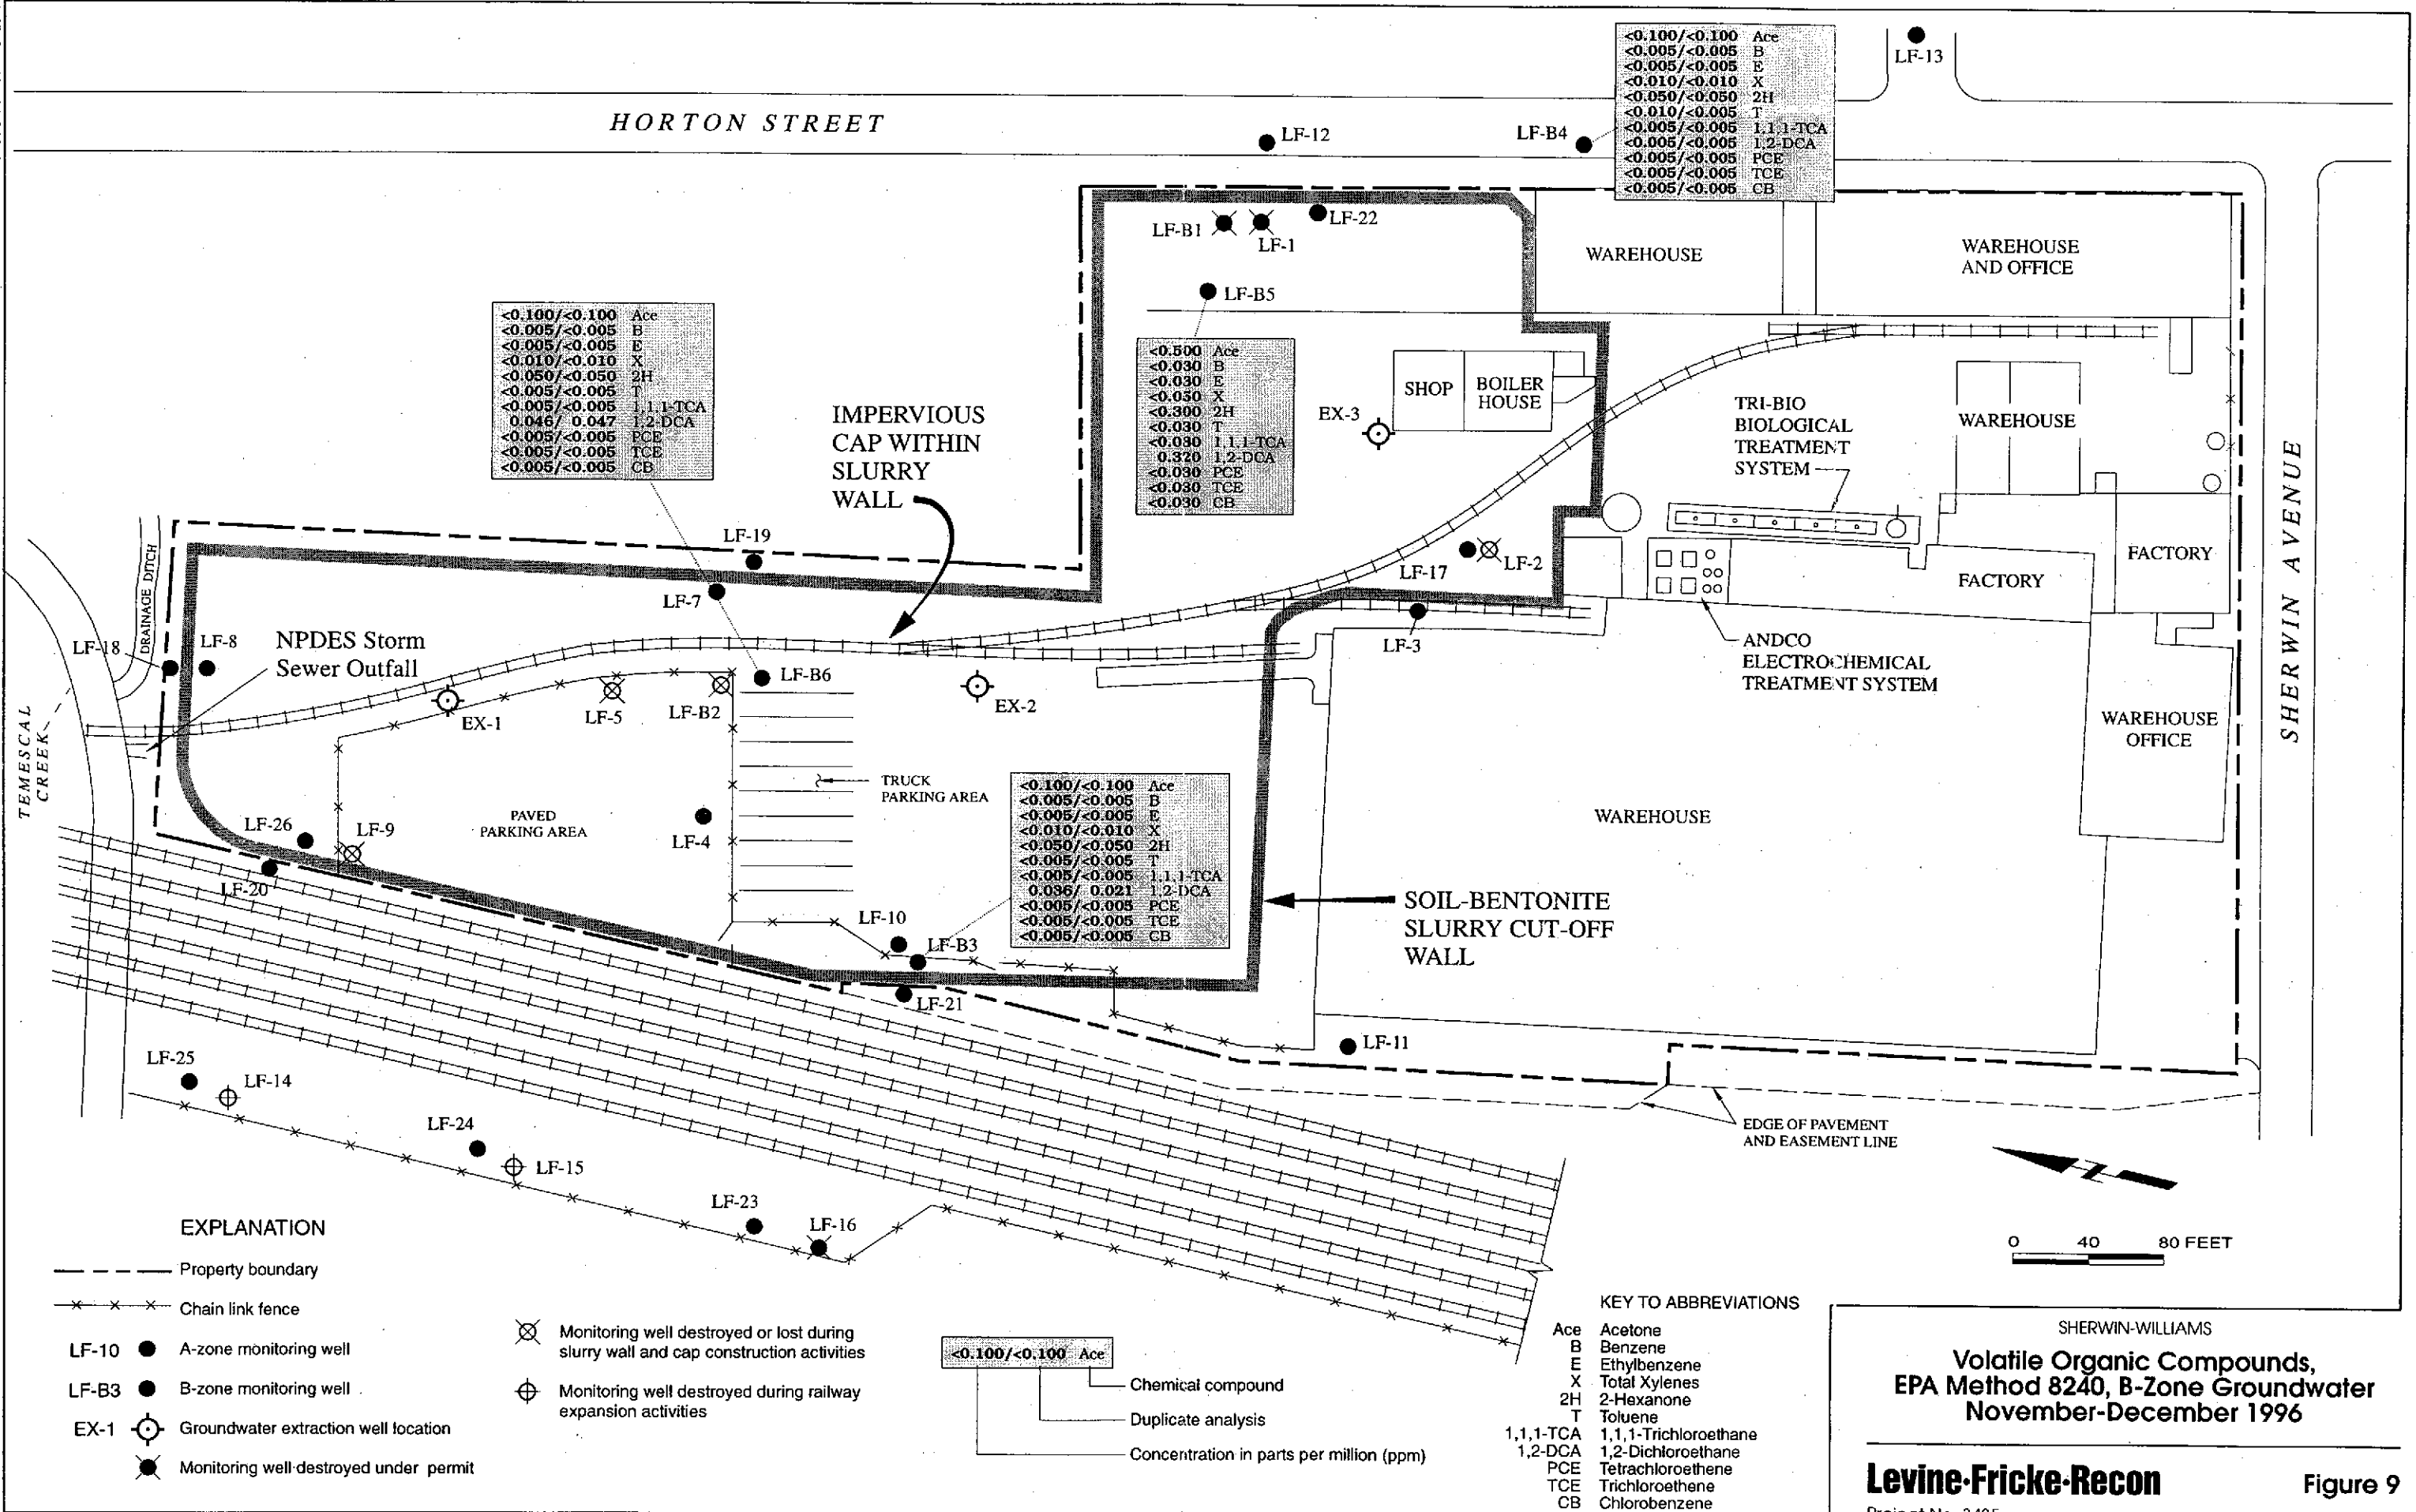 <0.100/<0.100 Ace
<0.005/<0.005 B
<0.005/<0.005 E
<0.010/<0.010 X
<0.050/<0.050 2H
<0.010/<0.005 T
<0.005/<0.005 1,1,1-TCA
<0.005/<0.005 1,2-DCA
<0.005/<0.005 PCE
<0.005/<0.005 TCE
<0.005/<0.005 CB
LF-13
HORTON STREET
LF-12
LF-B4
LF-B1
LF-1
LF-22
LF-B5
WAREHOUSE
WAREHOUSE
AND OFFICE
<0.100/<0.100 Ace
<0.005/<0.005 B
<0.005/<0.005 E
<0.010/<0.010 X
<0.050/<0.050 2H
<0.005/<0.005 T
<0.005/<0.005 1,1,1-TCA
0.046/ 0.047 1,2-DCA
<0.005/<0.005 PCE
<0.005/<0.005 TCE
<0.005/<0.005 CB
<0.500 Ace
<0.030 B
<0.030 E
<0.050 X
<0.300 2H
<0.030 T
<0.030 1,1,1-TCA
0.320 1,2-DCA
<0.030 PCE
<0.030 TCE
<0.030 CB
IMPERVIOUS
CAP WITHIN
SLURRY
WALL
SHOP
BOILER
HOUSE
EX-3
TRI-BIO
BIOLOGICAL
TREATMENT
SYSTEM
WAREHOUSE
SHERWIN AVENUE
FACTORY
FACTORY
LF-19
LF-7
LF-17
LF-2
LF-3
DRAINAGE DITCH
LF-18
LF-8
NPDES Storm
Sewer Outfall
TEMESCAL
CREEK
EX-1
LF-5
LF-B2
LF-B6
EX-2
ANDCO
ELECTROCHEMICAL
TREATMENT SYSTEM
WAREHOUSE
OFFICE
TRUCK
PARKING AREA
PAVED
PARKING AREA
LF-26
LF-9
LF-4
LF-20
WAREHOUSE
<0.100/<0.100 Ace
<0.005/<0.005 B
<0.005/<0.005 E
<0.010/<0.010 X
<0.050/<0.050 2H
<0.005/<0.005 T
<0.005/<0.005 1,1,1-TCA
0.036/ 0.021 1,2-DCA
<0.005/<0.005 PCE
<0.005/<0.005 TCE
<0.005/<0.005 CB
LF-10
LF-B3
LF-21
SOIL-BENTONITE
SLURRY CUT-OFF
WALL
LF-11
LF-25
LF-14
LF-24
LF-15
LF-23
LF-16
EDGE OF PAVEMENT
AND EASEMENT LINE
0 40 80 FEET
EXPLANATION
Property boundary
Chain link fence
LF-10 A-zone monitoring well
LF-B3 B-zone monitoring well
EX-1 Groundwater extraction well location
Monitoring well destroyed under permit
Monitoring well destroyed or lost during
slurry wall and cap construction activities
Monitoring well destroyed during railway
expansion activities
<0.100/<0.100 Ace
Chemical compound
Duplicate analysis
Concentration in parts per million (ppm)
KEY TO ABBREVIATIONS
Ace Acetone
B Benzene
E Ethylbenzene
X Total Xylenes
2H 2-Hexanone
T Toluene
1,1,1-TCA 1,1,1-Trichloroethane
1,2-DCA 1,2-Dichloroethane
PCE Tetrachloroethene
TCE Trichloroethene
CB Chlorobenzene
SHERWIN-WILLIAMS
Volatile Organic Compounds,
EPA Method 8240, B-Zone Groundwater
November-December 1996
Levine·Fricke·Recon
Figure 9